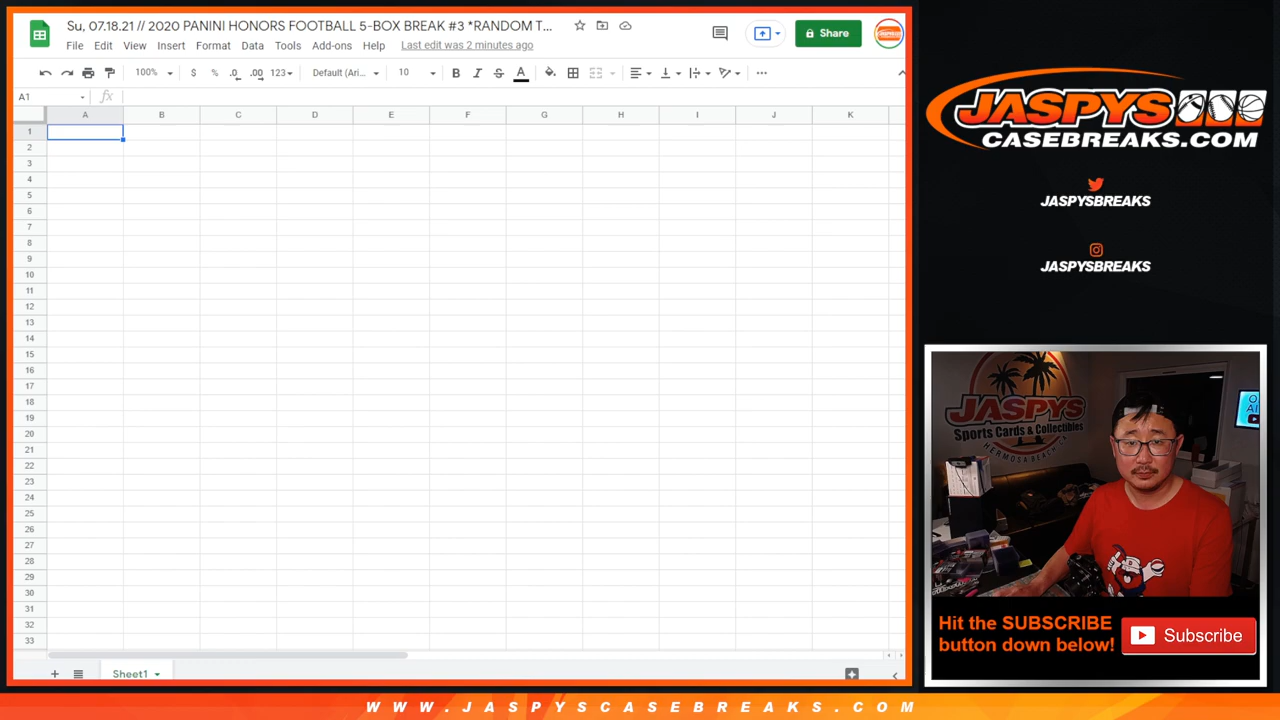 Su, 07.18.21 // 2020 PANINI HONORS FOOTBALL 5-BOX BREAK #3 *RANDOM T...
File Edit View Insert Format Data Tools Add-ons Help Last edit was 2 minutes ago
Share
100% $ % .0 .00 123 Default (Ari... 10 B I S A
A1 fx
A B C D E F G H I J K
1
2
3
4
5
6
7
8
9
10
11
12
13
14
15
16
17
18
19
20
21
22
23
24
25
26
27
28
29
30
31
32
33
Sheet1
JASPYS
CASEBREAKS.COM
JASPYSBREAKS
JASPYSBREAKS
JASPYS
Sports Cards & Collectibles
HERMOSA BEACH, CA
Hit the SUBSCRIBE
button down below!
Subscribe
WWW.JASPYSCASEBREAKS.COM